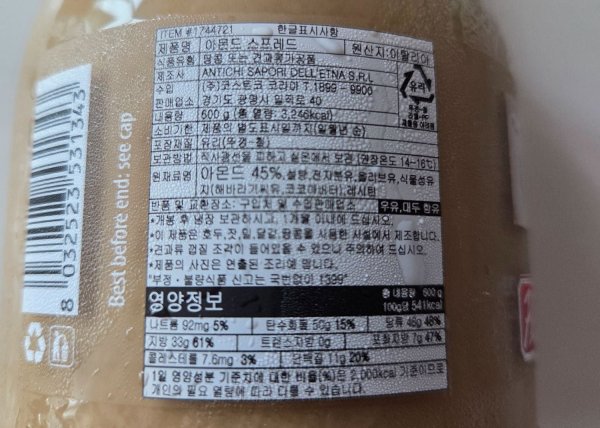 ITEM #1744721 한글표시사항
제품명 아몬드 스프레드 원산지:이탈리아
식품유형 땅콩 또는 견과류가공품
제조사 ANTICHI SAPORI DELL'ETNA S.R.L
수입 (주)코스트코 코리아 T.1899 - 9900
판매업소 경기도 광명시 일직로 40
내용량 600 g (총 열량: 3,246kcal)
소비기한 제품의 별도표시일까지(일월년 순)
포장재질 유리(뚜껑-철)
보관방법 직사광선을 피하고 실온에서 보관 (권장온도 14~16℃)
원재료명 아몬드 45%, 설탕, 전자분유, 올리브유, 식물성유
지(해바라기씨유, 코코아버터), 레시틴
반품 및 교환장소: 구입처 및 수입판매업소 우유,대두 함유
*개봉 후 냉장 보관하시고, 1개월 이내에 드십시오.
*이 제품은 호두, 잣, 밀, 달걀, 땅콩을 사용한 시설에서 제조합니다.
*견과류 껍질 조각이 들어있을 수 있으나 주의하여 드십시오.
*제품의 사진은 연출된 조리예 입니다.
*부정·불량식품 신고는 국번없이 1399*
영양정보 총 내용량 600 g
100g당 541kcal
나트륨 92mg 5% 탄수화물 50g 15% 당류 46g 46%
지방 33g 61% 트랜스지방 0g 포화지방 7g 47%
콜레스테롤 7.6mg 3% 단백질 11g 20%
1일 영양성분 기준치에 대한 비율(%)은 2,000kcal 기준이므로
개인의 필요 열량에 따라 다를 수 있습니다.
유리
Best before end: see cap
8 032523 531343